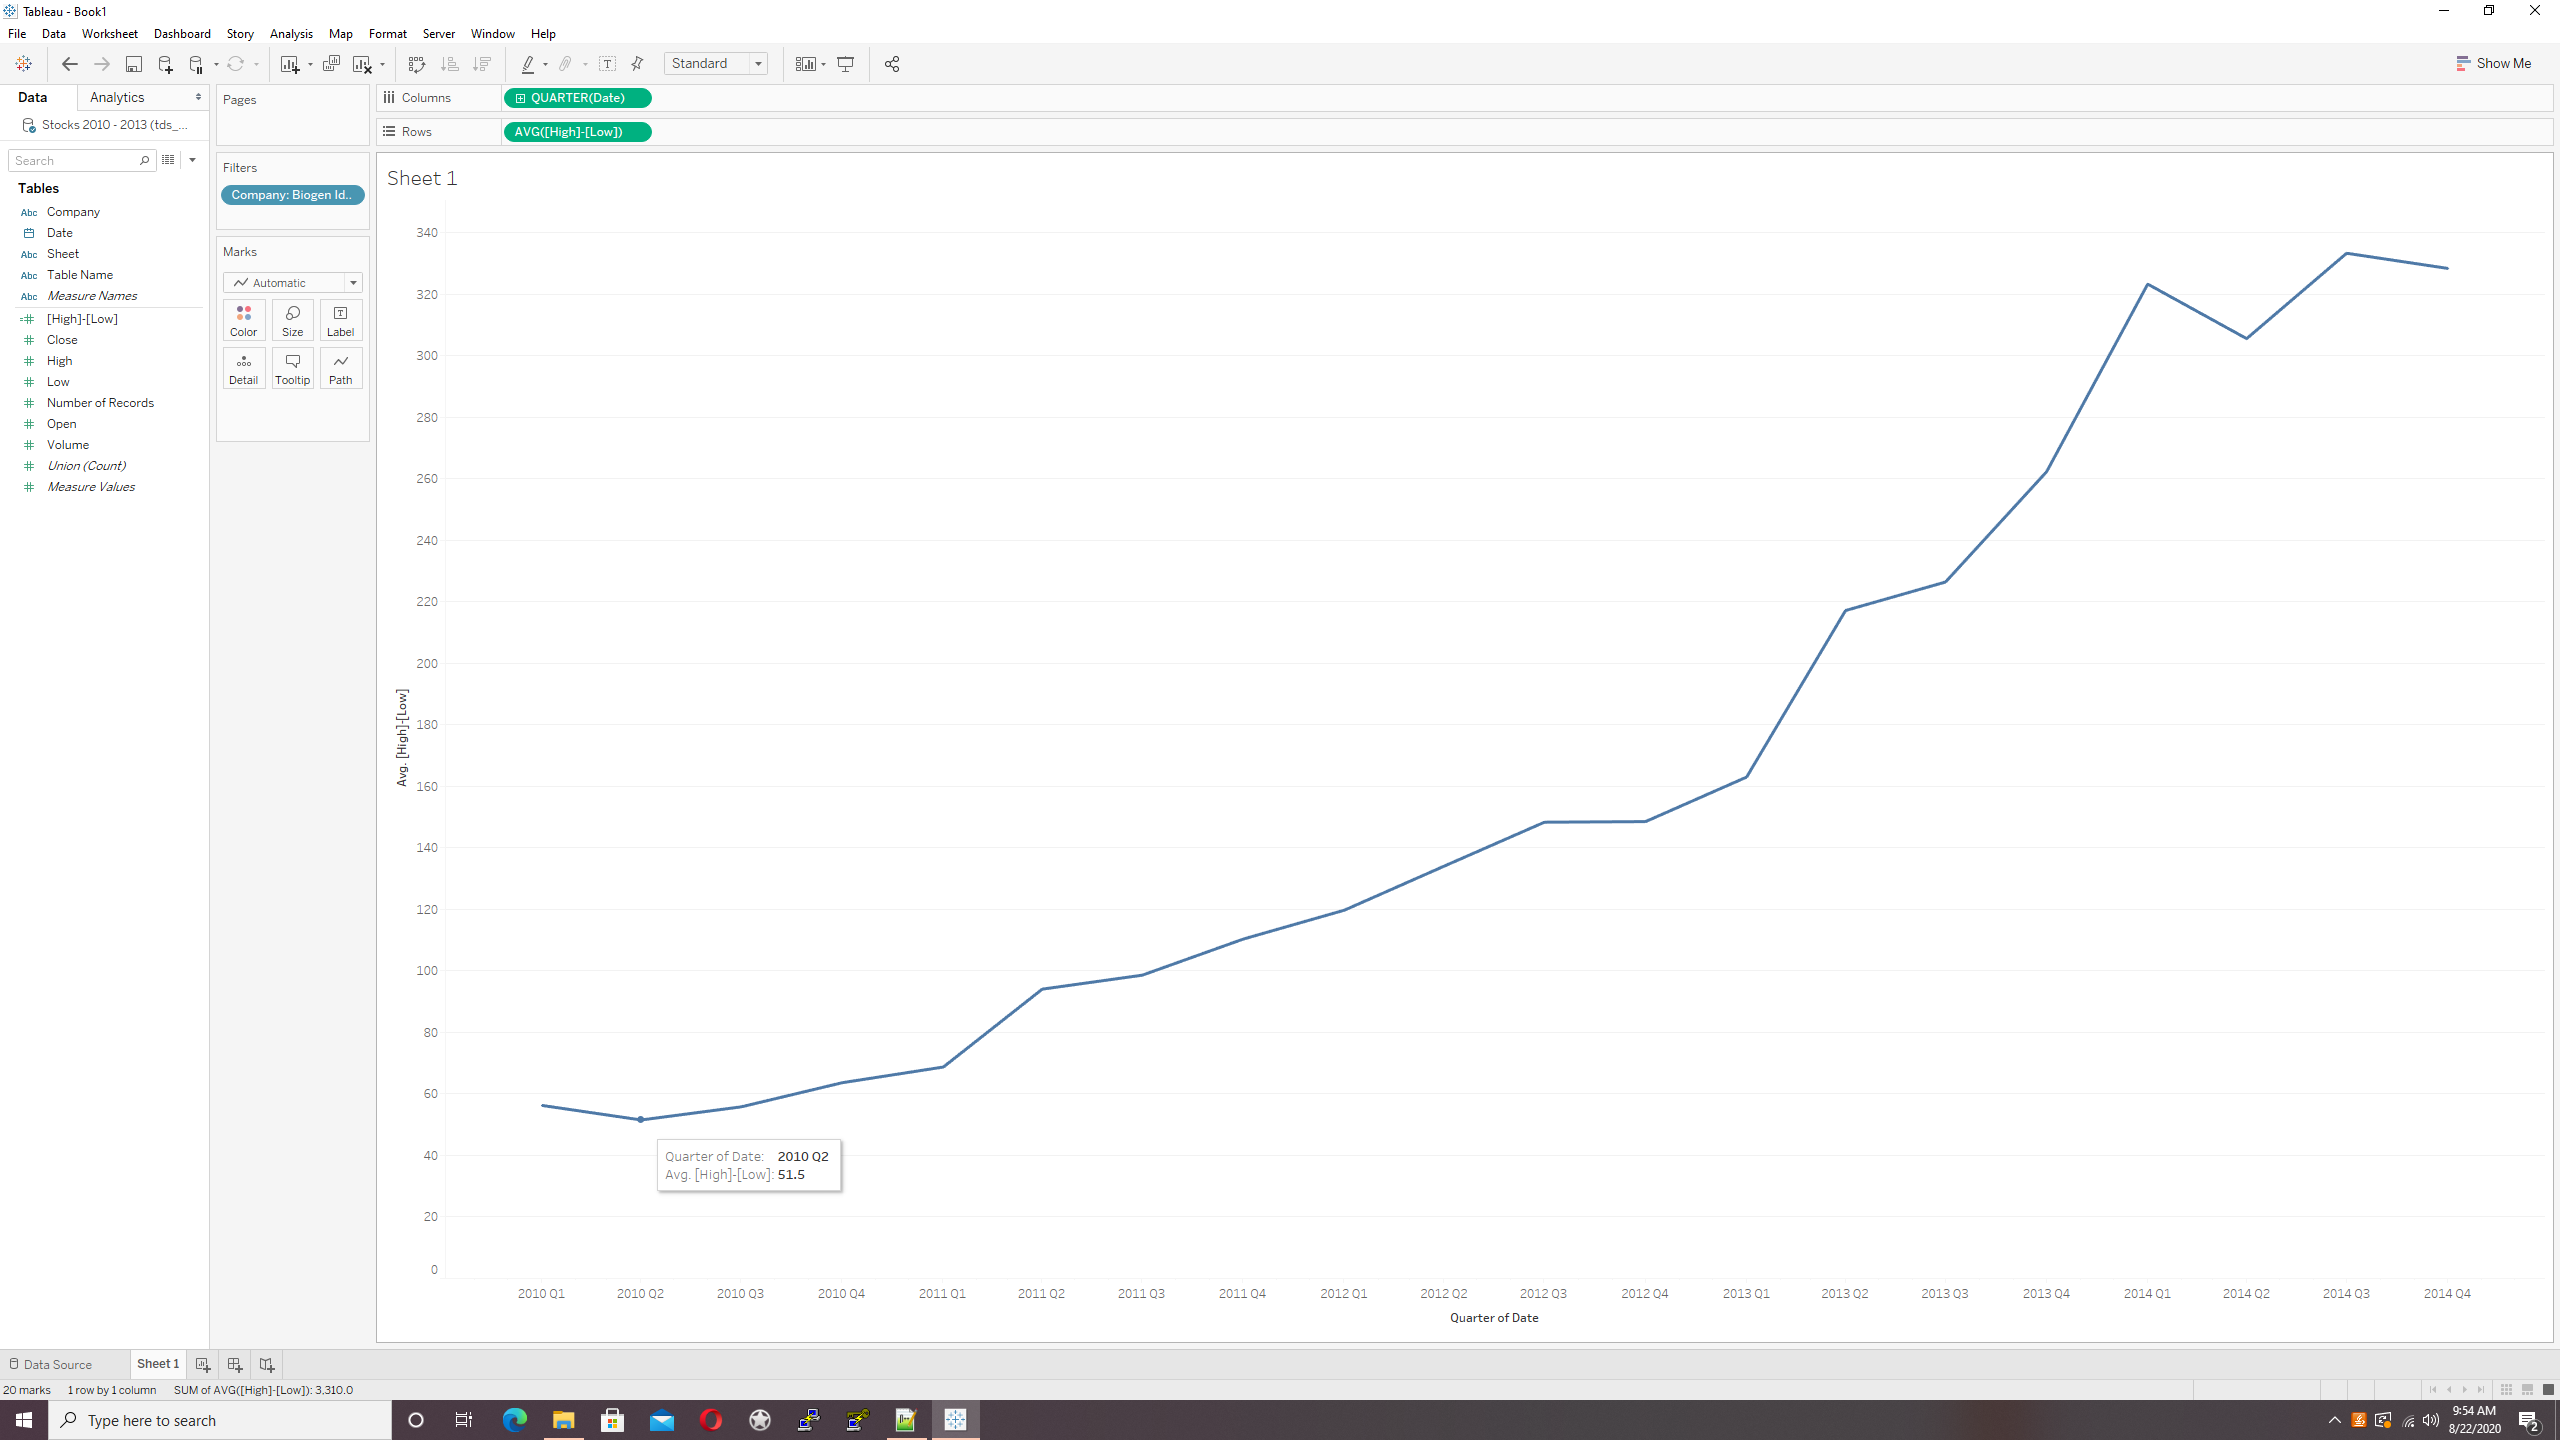 Tableau - Book1
File Data Worksheet Dashboard Story Analysis Map Format Server Window Help
Standard
Show Me
Data Analytics
Stocks 2010 - 2013 (tds_...
Search
Tables
Abc Company
Date
Abc Sheet
Abc Table Name
Abc Measure Names
[High]-[Low]
Close
High
Low
Number of Records
Open
Volume
Union (Count)
Measure Values
Pages
Filters
Company: Biogen Id..
Marks
Automatic
Color Size Label
Detail Tooltip Path
Columns QUARTER(Date)
Rows AVG([High]-[Low])
Sheet 1
340
320
300
280
260
240
220
200
180
160
140
120
100
80
60
40
20
0
Avg. [High]-[Low]
Quarter of Date: 2010 Q2
Avg. [High]-[Low]: 51.5
2010 Q1 2010 Q2 2010 Q3 2010 Q4 2011 Q1 2011 Q2 2011 Q3 2011 Q4 2012 Q1 2012 Q2 2012 Q3 2012 Q4 2013 Q1 2013 Q2 2013 Q3 2013 Q4 2014 Q1 2014 Q2 2014 Q3 2014 Q4
Quarter of Date
Data Source Sheet 1
20 marks 1 row by 1 column SUM of AVG([High]-[Low]): 3,310.0
Type here to search
9:54 AM
8/22/2020
2